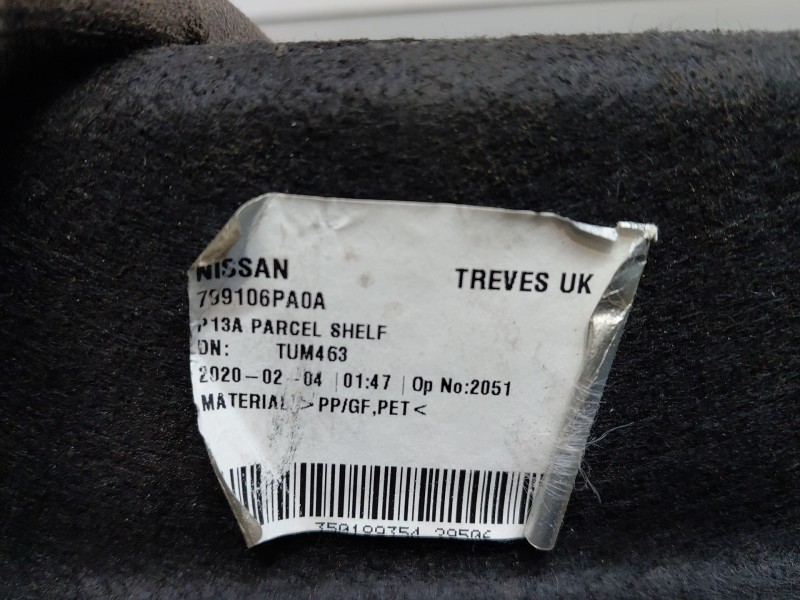 NISSAN TREVES UK
799106PA0A
P13A PARCEL SHELF
DN: TUM463
2020-02-04 | 01:47 | Op No:2051
MATERIAL >PP/GF,PET<